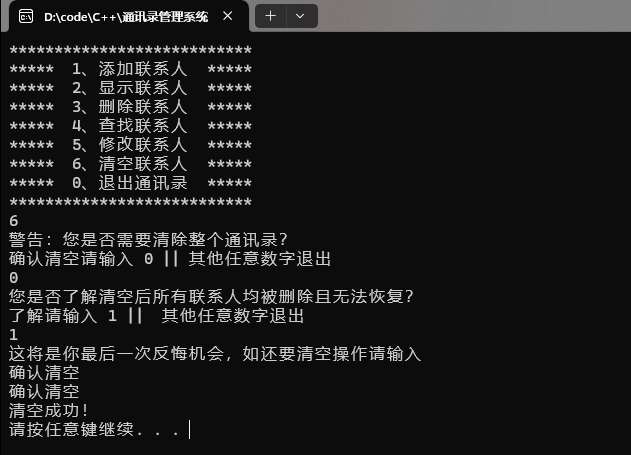 D:\code\C++\通讯录管理系统
***************************
*****  1、添加联系人  *****
*****  2、显示联系人  *****
*****  3、删除联系人  *****
*****  4、查找联系人  *****
*****  5、修改联系人  *****
*****  6、清空联系人  *****
*****  0、退出通讯录  *****
***************************
6
警告：您是否需要清除整个通讯录？
确认清空请输入 0 || 其他任意数字退出
0
您是否了解清空后所有联系人均被删除且无法恢复？
了解请输入 1 ||  其他任意数字退出
1
这将是你最后一次反悔机会，如还要清空操作请输入
确认清空
确认清空
清空成功！
请按任意键继续. . .